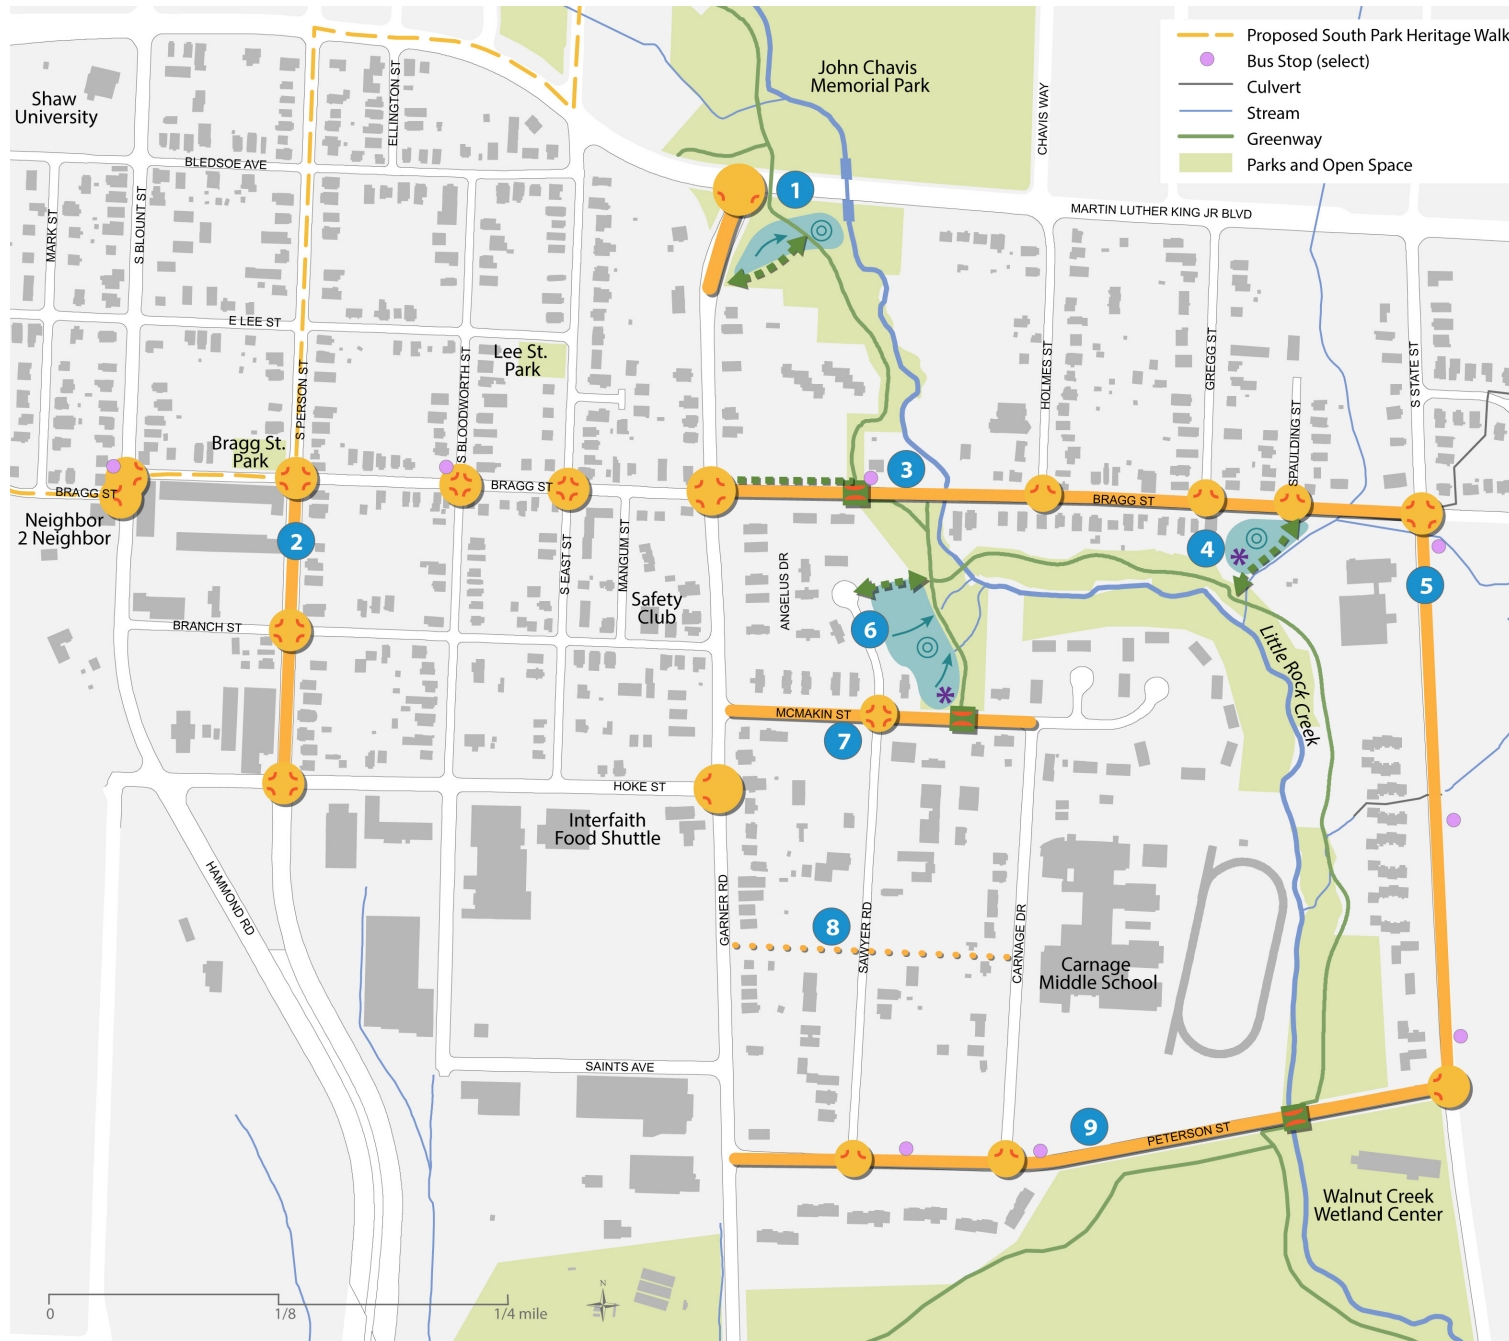 Proposed South Park Heritage Walk
Bus Stop (select)
Culvert
Stream
Greenway
Parks and Open Space
John Chavis
Memorial Park
Shaw
University
ELLINGTON ST
CHAVIS WAY
BLEDSOE AVE
MARK ST
S BLOUNT ST
1
MARTIN LUTHER KING JR BLVD
E LEE ST
Lee St.
Park
S PERSON ST
S BLOODWORTH ST
HOLMES ST
GREGG ST
S STATE ST
SPAULDING ST
Bragg St.
Park
BRAGG ST
BRAGG ST
3
BRAGG ST
Neighbor
2 Neighbor
2
4
5
S EAST ST
MANGUM ST
ANGELUS DR
Safety
Club
BRANCH ST
6
Little Rock Creek
MCMAKIN ST
7
HOKE ST
Interfaith
Food Shuttle
HAMMOND RD
GARNER RD
8
SAWYER RD
CARNAGE DR
Carnage
Middle School
SAINTS AVE
9
PETERSON ST
Walnut Creek
Wetland Center
N
0
1/8
1/4 mile